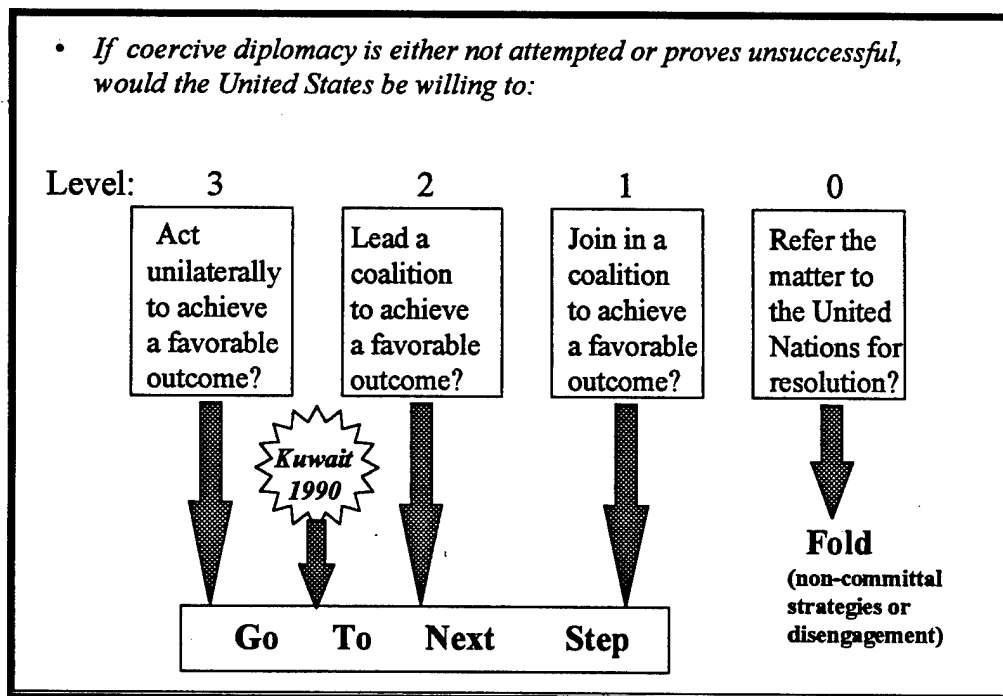 • If coercive diplomacy is either not attempted or proves unsuccessful,
would the United States be willing to:
Level: 3 2 1 0
Act
unilaterally
to achieve
a favorable
outcome?
Lead a
coalition
to achieve
a favorable
outcome?
Join in a
coalition
to achieve
a favorable
outcome?
Refer the
matter to
the United
Nations for
resolution?
Kuwait
1990
Fold
(non-committal
strategies or
disengagement)
Go To Next Step